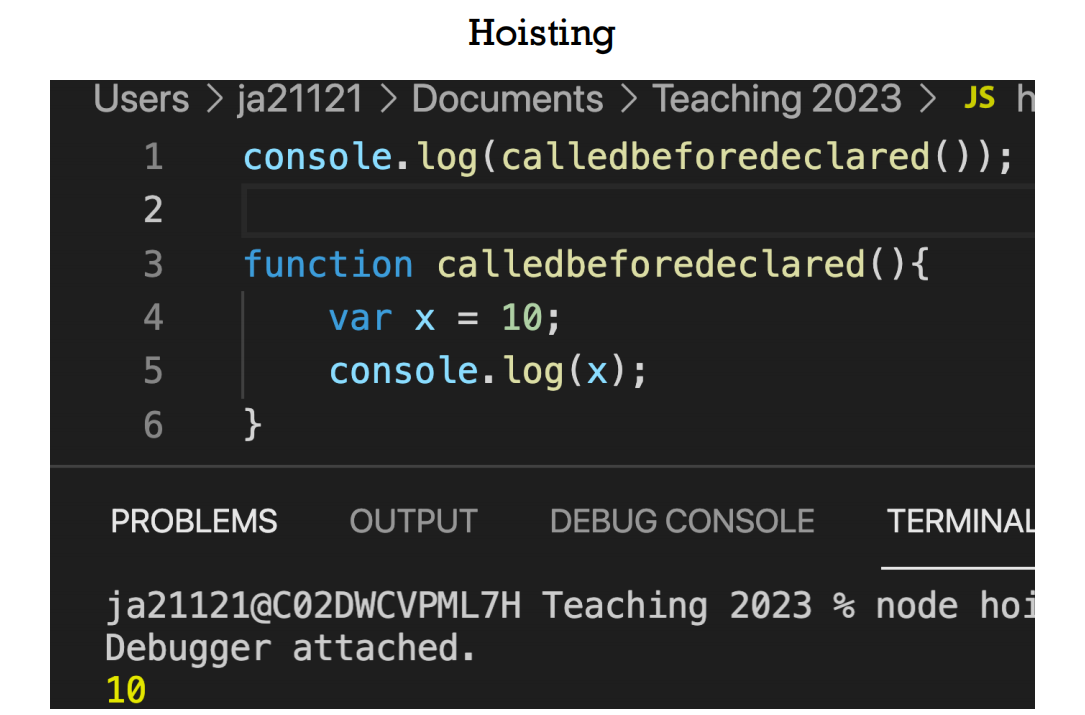 Hoisting
Users > ja21121 > Documents > Teaching 2023 > JS h
1 console.log(calledbeforedeclared());
2
3 function calledbeforedeclared(){
4 var x = 10;
5 console.log(x);
6 }
PROBLEMS OUTPUT DEBUG CONSOLE TERMINAL
ja21121@C02DWCVPML7H Teaching 2023 % node hoi
Debugger attached.
10